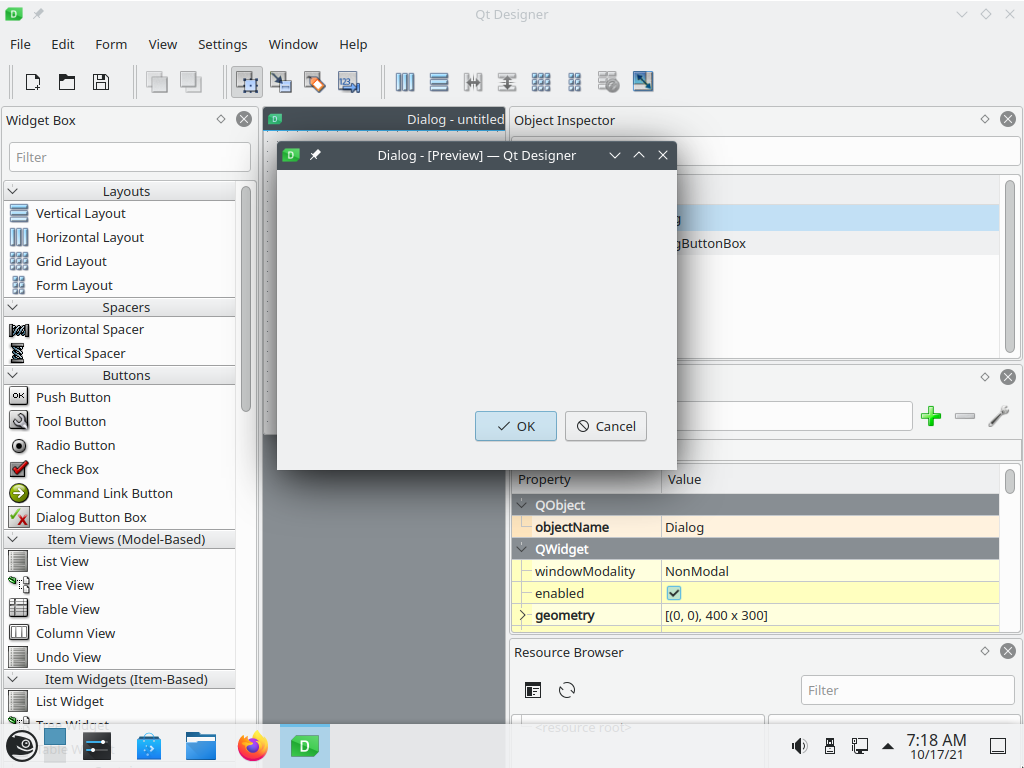 Qt Designer
File Edit Form View Settings Window Help
Widget Box
Filter
Layouts
Vertical Layout
Horizontal Layout
Grid Layout
Form Layout
Spacers
Horizontal Spacer
Vertical Spacer
Buttons
OK
Push Button
Tool Button
Radio Button
Check Box
Command Link Button
Dialog Button Box
Item Views (Model-Based)
List View
Tree View
Table View
Column View
Undo View
Item Widgets (Item-Based)
List Widget
Tree Widget
Dialog - untitled
Dialog - [Preview] — Qt Designer
OK
Cancel
Object Inspector
gButtonBox
Property Value
QObject
objectName Dialog
QWidget
windowModality NonModal
enabled
geometry [(0, 0), 400 x 300]
Resource Browser
Filter
<resource root>
7:18 AM
10/17/21